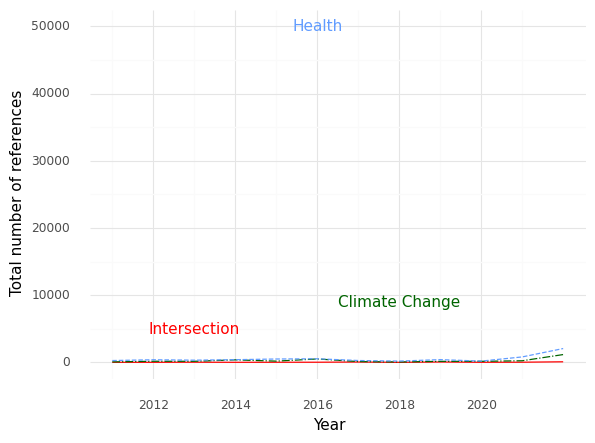 50000
Health
40000
30000
20000
10000
Climate Change
Intersection
0
Total number of references
2012 2014 2016 2018 2020
Year